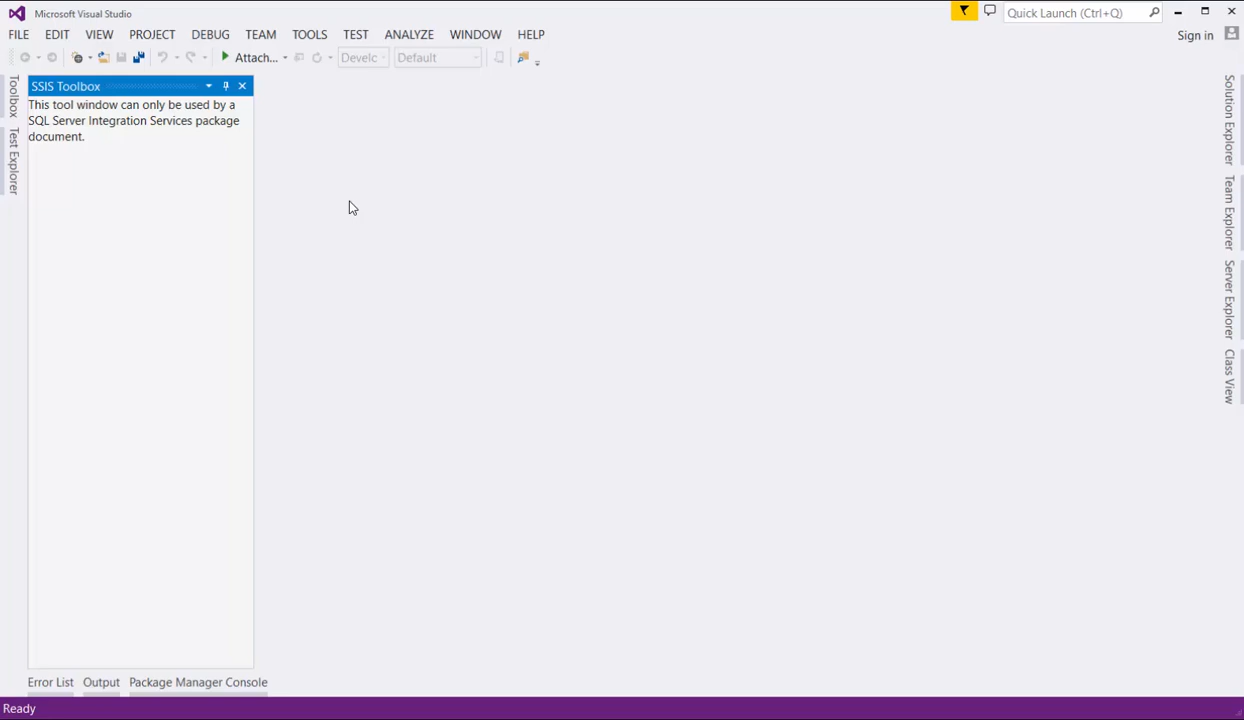 Microsoft Visual Studio
Quick Launch (Ctrl+Q)
FILE EDIT VIEW PROJECT DEBUG TEAM TOOLS TEST ANALYZE WINDOW HELP
Sign in
Attach...
Develc
Default
Toolbox
Test Explorer
SSIS Toolbox
This tool window can only be used by a
SQL Server Integration Services package
document.
Solution Explorer
Team Explorer
Server Explorer
Class View
Error List Output Package Manager Console
Ready